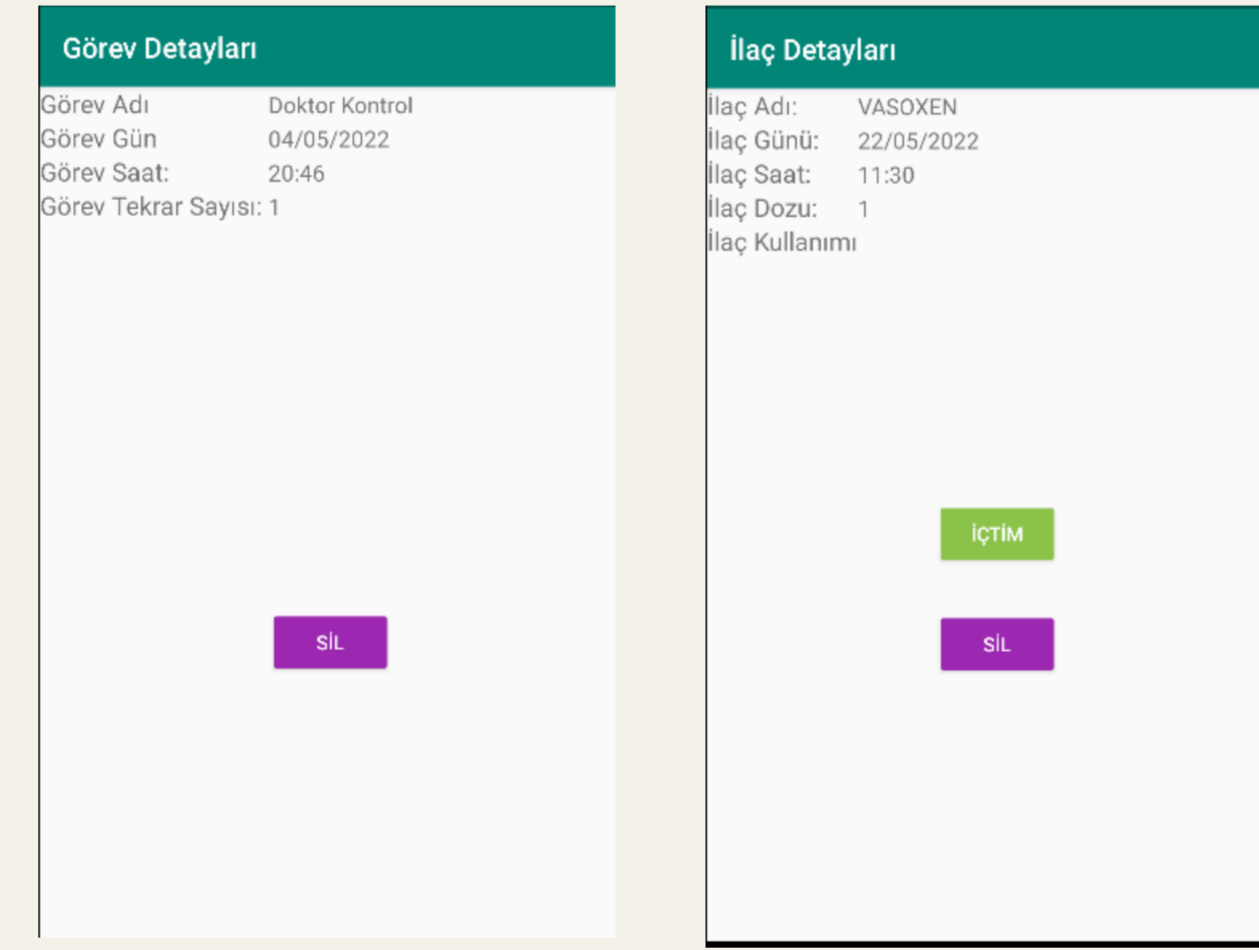 Görev Detayları
Görev Adı Doktor Kontrol
Görev Gün 04/05/2022
Görev Saat: 20:46
Görev Tekrar Sayısı: 1
SİL
İlaç Detayları
İlaç Adı: VASOXEN
İlaç Günü: 22/05/2022
İlaç Saat: 11:30
İlaç Dozu: 1
İlaç Kullanımı
İÇTİM
SİL